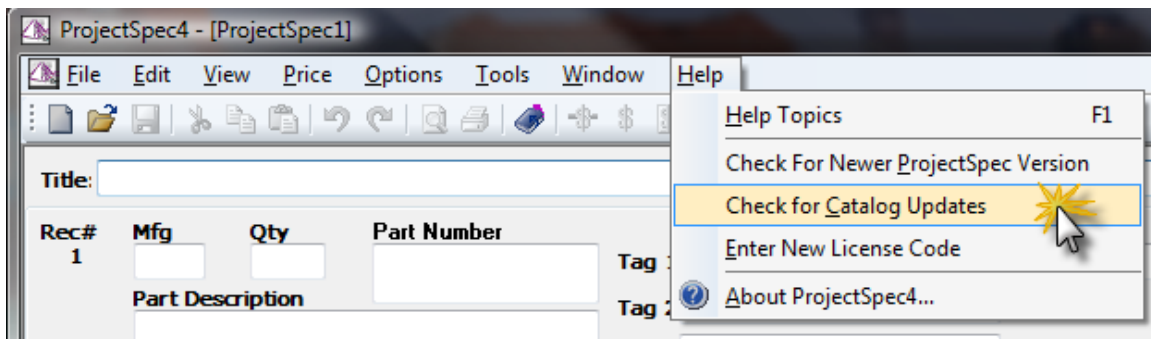 ProjectSpec4 - [ProjectSpec1]
File Edit View Price Options Tools Window Help
Help Topics F1
Check For Newer ProjectSpec Version
Check for Catalog Updates
Enter New License Code
About ProjectSpec4...
Title:
Rec# Mfg Qty Part Number
1
Tag
Part Description
Tag